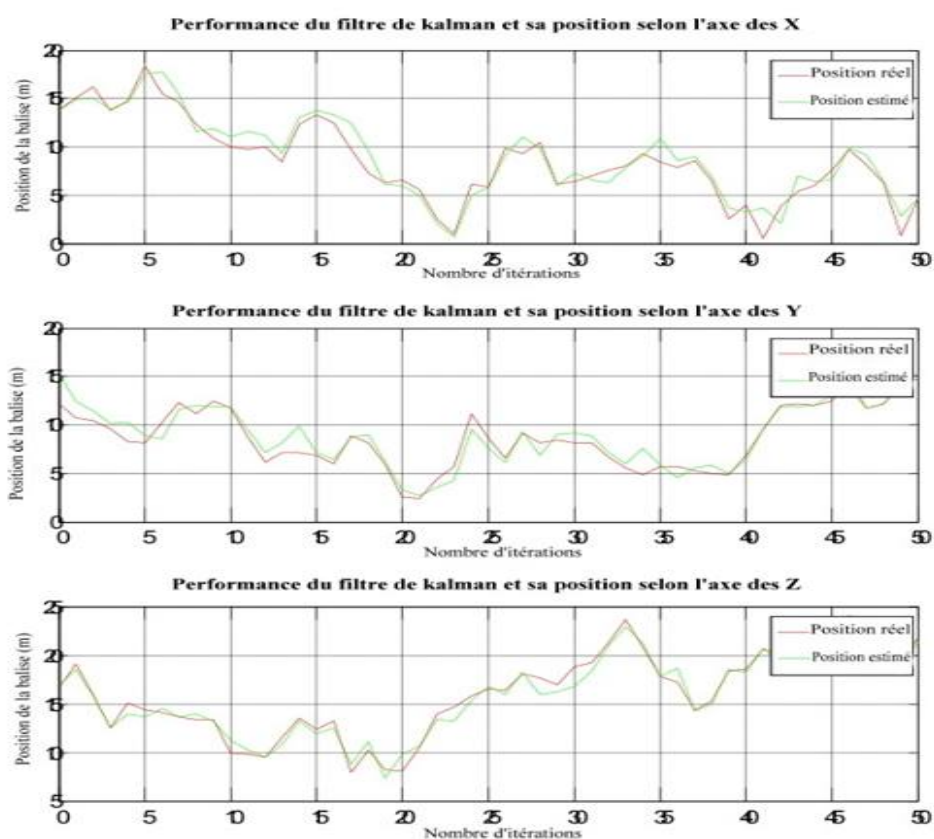 Performance du filtre de kalman et sa position selon l'axe des X
Position de la balise (m)
20
15
10
5
0
Position réel
Position estimé
0 5 10 15 20 25 30 35 40 45 50
Nombre d'itérations
Performance du filtre de kalman et sa position selon l'axe des Y
Position de la balise (m)
20
15
10
5
0
Position réel
Position estimé
0 5 10 15 20 25 30 35 40 45 50
Nombre d'itérations
Performance du filtre de kalman et sa position selon l'axe des Z
Position de la balise (m)
25
20
15
10
5
Position réel
Position estimé
0 5 10 15 20 25 30 35 40 45 50
Nombre d'itérations